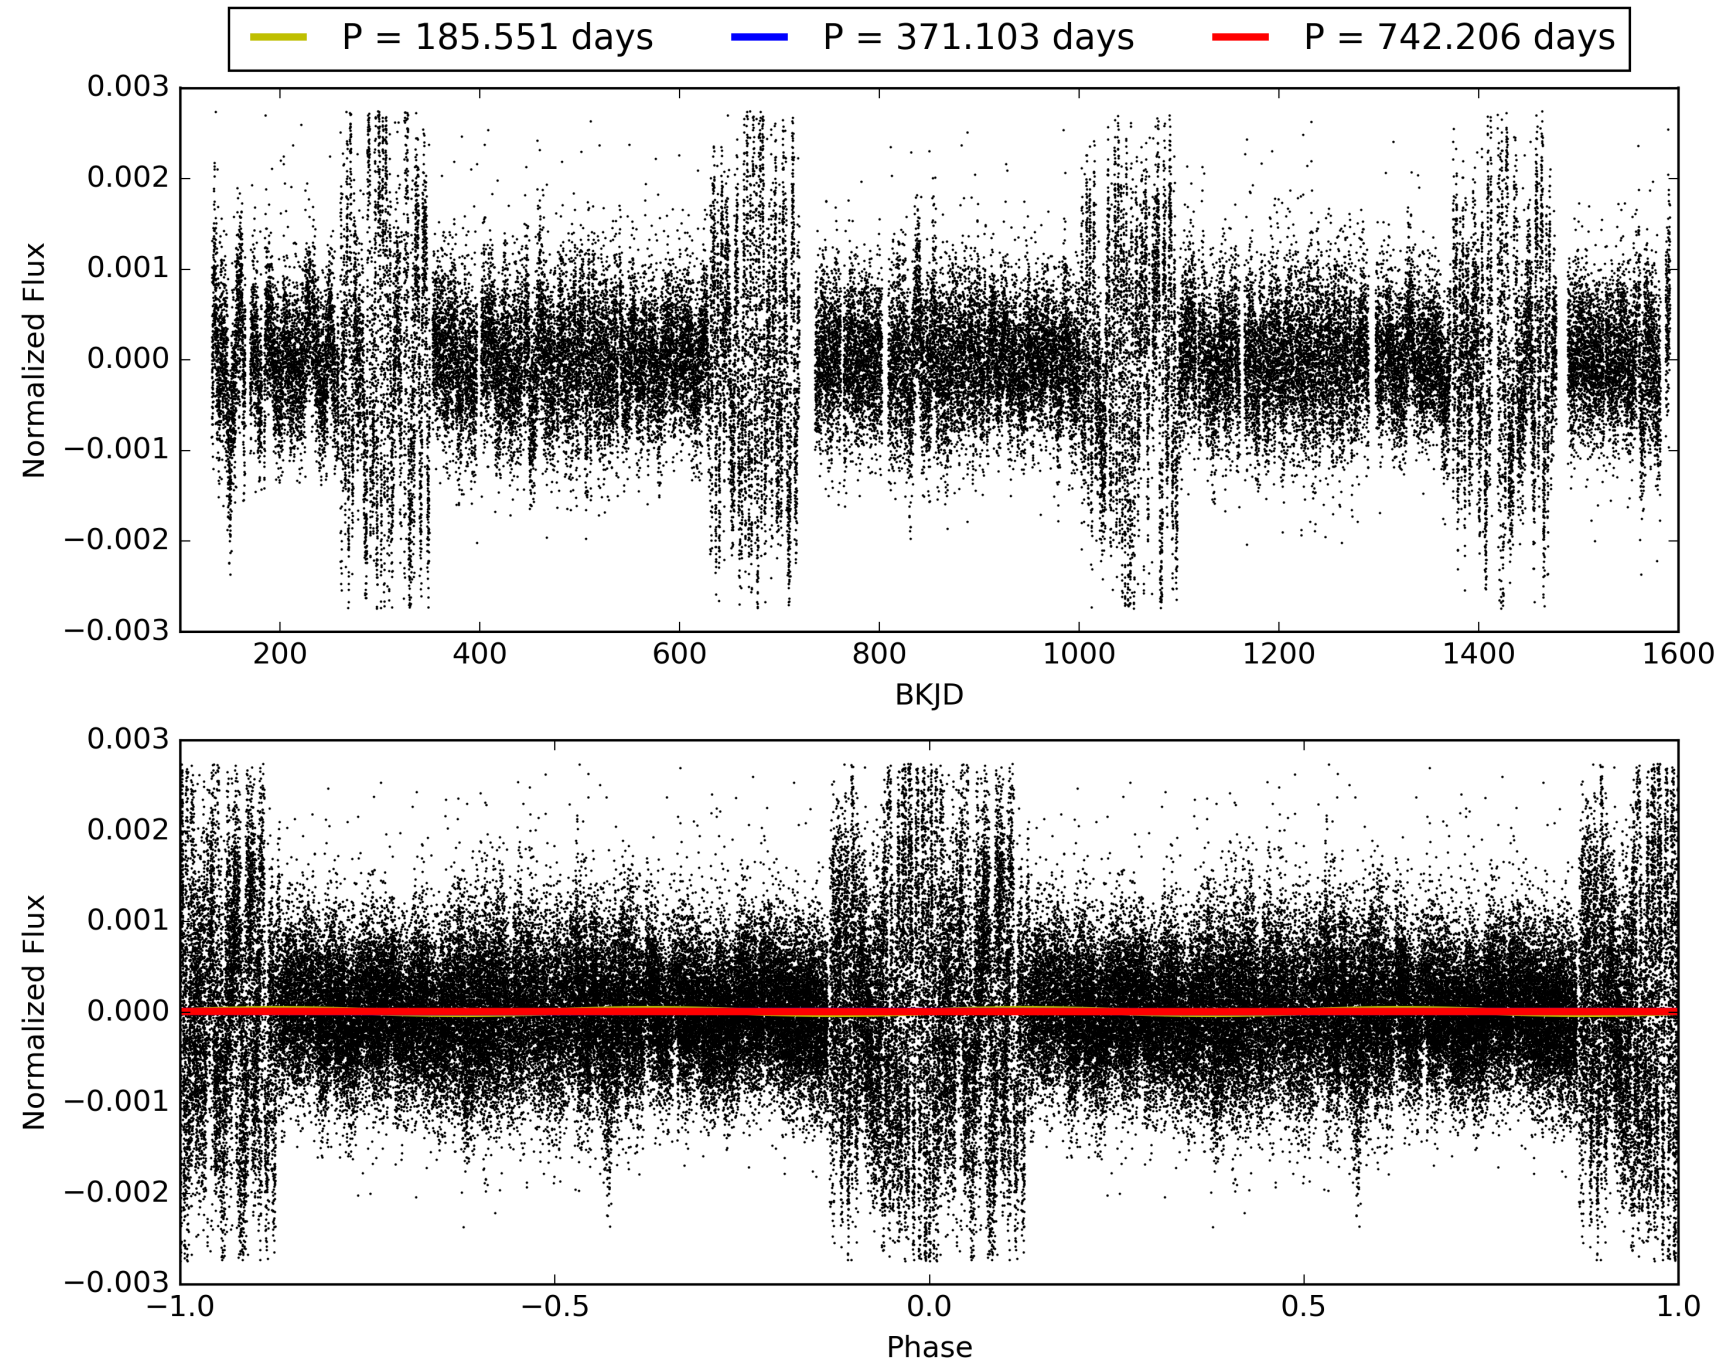 P = 185.551 days P = 371.103 days P = 742.206 days
0.003
0.002
0.001
0.000
−0.001
−0.002
−0.003
Normalized Flux
200 400 600 800 1000 1200 1400 1600
BKJD
0.003
0.002
0.001
0.000
−0.001
−0.002
−0.003
Normalized Flux
−1.0 −0.5 0.0 0.5 1.0
Phase